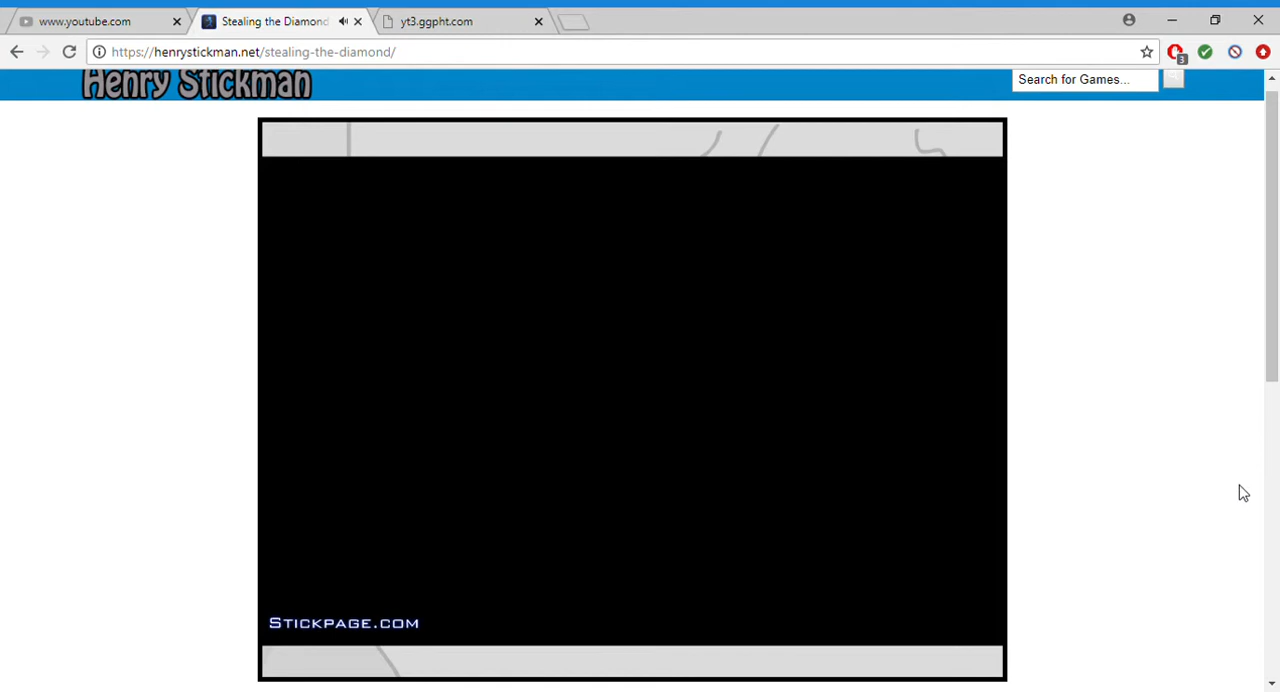 www.youtube.com
Stealing the Diamond
yt3.ggpht.com
https://henrystickman.net/stealing-the-diamond/
3
Henry Stickman
Search for Games...
STICKPAGE.COM